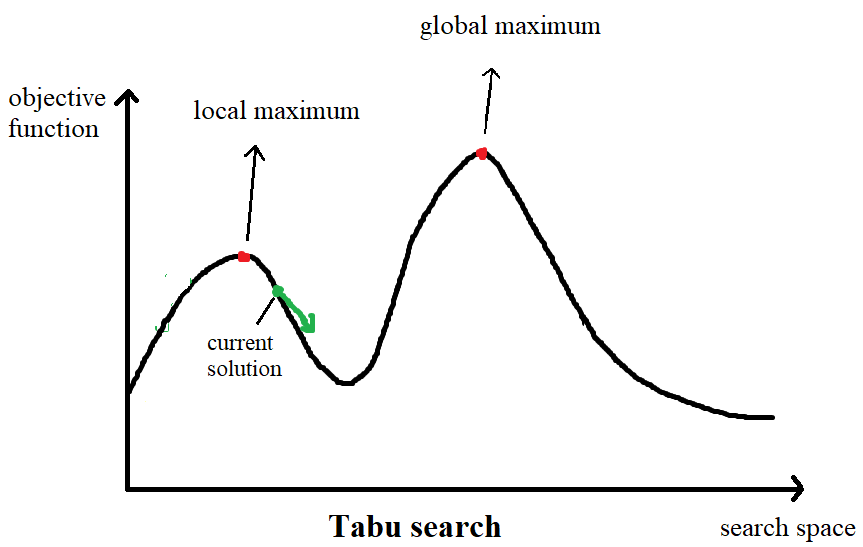 global maximum
objective
function
local maximum
current
solution
Tabu search
search space